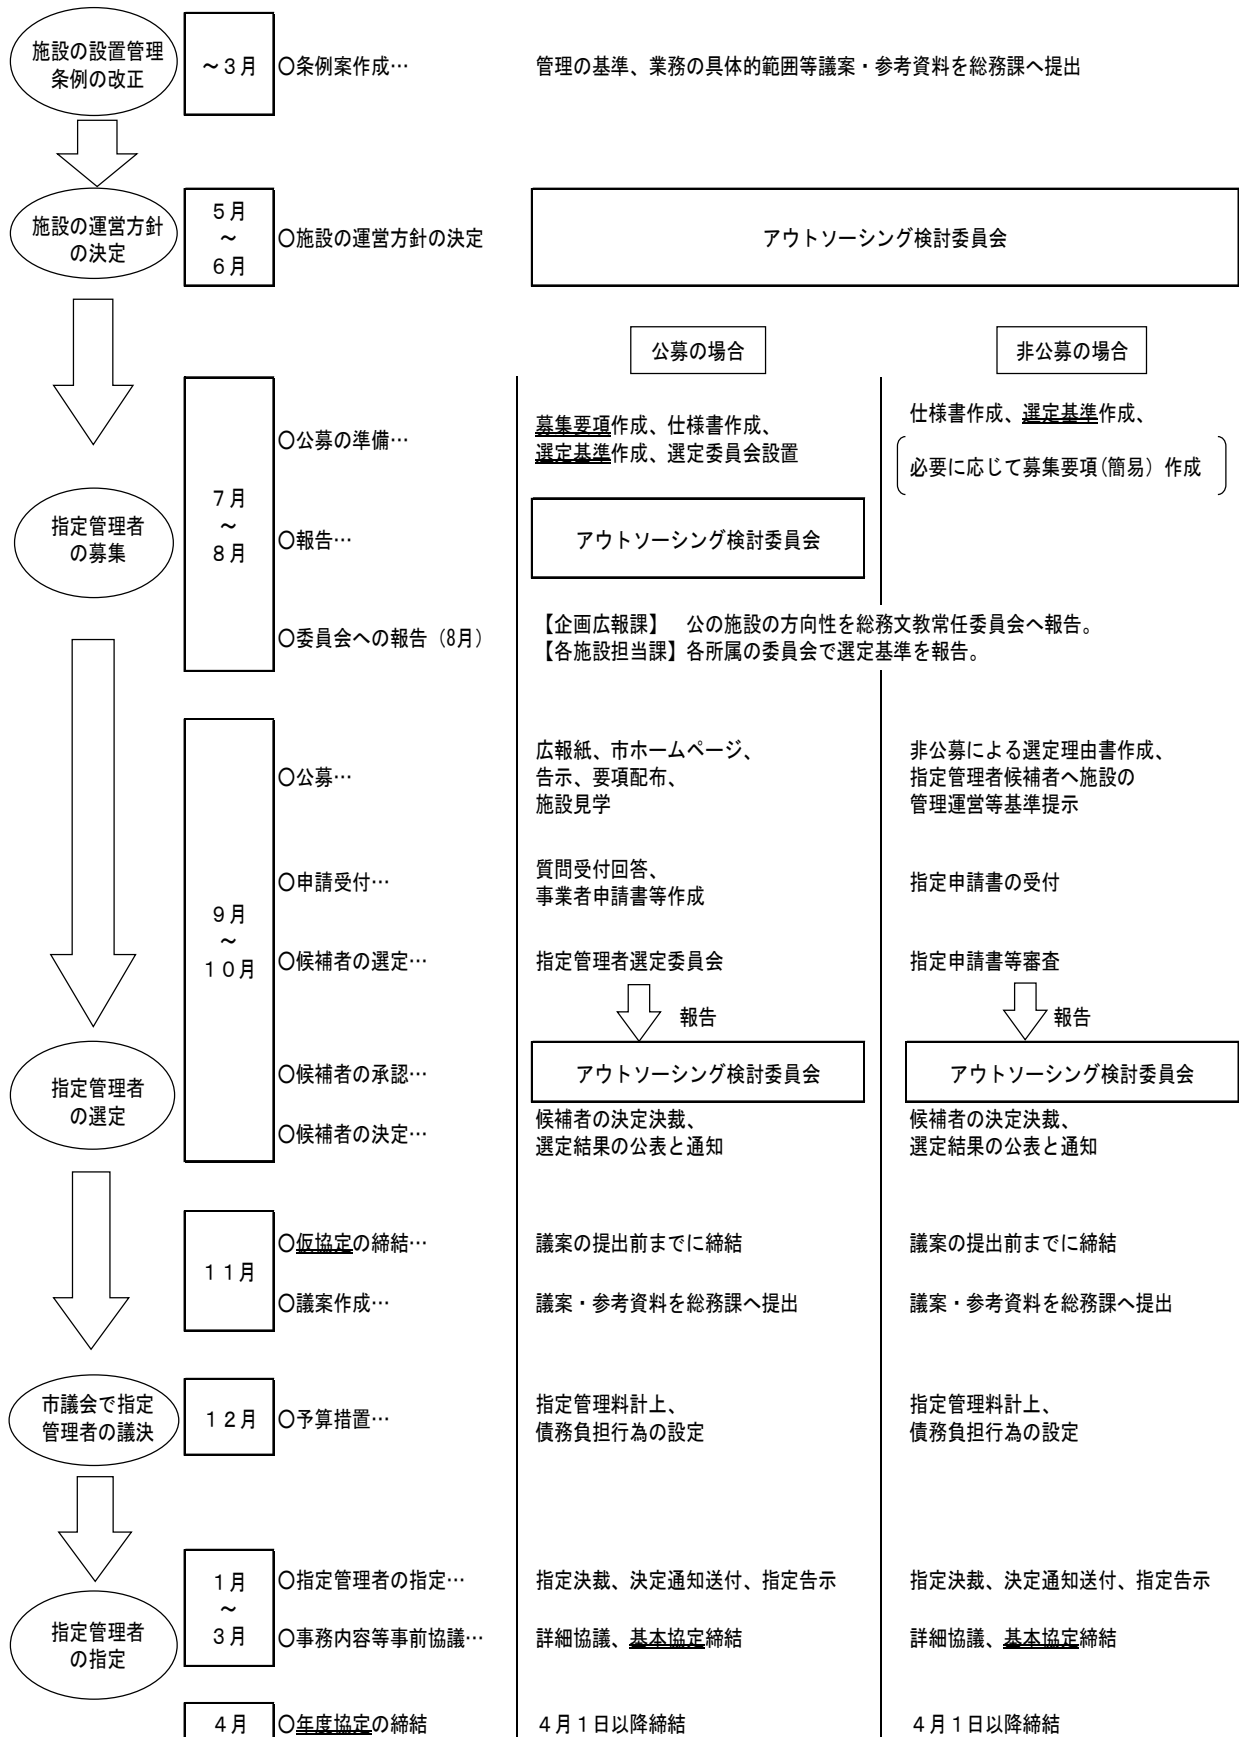 施設の設置管理
条例の改正
～３月
〇条例案作成…
管理の基準、業務の具体的範囲等議案・参考資料を総務課へ提出
施設の運営方針
の決定
５月
～
６月
〇施設の運営方針の決定
アウトソーシング検討委員会
公募の場合
非公募の場合
指定管理者
の募集
７月
～
８月
〇公募の準備…
募集要項作成、仕様書作成、
選定基準作成、選定委員会設置
仕様書作成、選定基準作成、
必要に応じて募集要項(簡易）作成
〇報告…
アウトソーシング検討委員会
〇委員会への報告（8月）
【企画広報課】　公の施設の方向性を総務文教常任委員会へ報告。
【各施設担当課】各所属の委員会で選定基準を報告。
９月
～
１０月
〇公募…
広報紙、市ホームページ、
告示、要項配布、
施設見学
非公募による選定理由書作成、
指定管理者候補者へ施設の
管理運営等基準提示
〇申請受付…
質問受付回答、
事業者申請書等作成
指定申請書の受付
〇候補者の選定…
指定管理者選定委員会
指定申請書等審査
報告
報告
指定管理者
の選定
〇候補者の承認…
アウトソーシング検討委員会
アウトソーシング検討委員会
〇候補者の決定…
候補者の決定決裁、
選定結果の公表と通知
候補者の決定決裁、
選定結果の公表と通知
１１月
〇仮協定の締結…
議案の提出前までに締結
議案の提出前までに締結
〇議案作成…
議案・参考資料を総務課へ提出
議案・参考資料を総務課へ提出
市議会で指定
管理者の議決
１２月
〇予算措置…
指定管理料計上、
債務負担行為の設定
指定管理料計上、
債務負担行為の設定
指定管理者
の指定
１月
～
３月
〇指定管理者の指定…
指定決裁、決定通知送付、指定告示
指定決裁、決定通知送付、指定告示
〇事務内容等事前協議…
詳細協議、基本協定締結
詳細協議、基本協定締結
４月
〇年度協定の締結
４月１日以降締結
４月１日以降締結